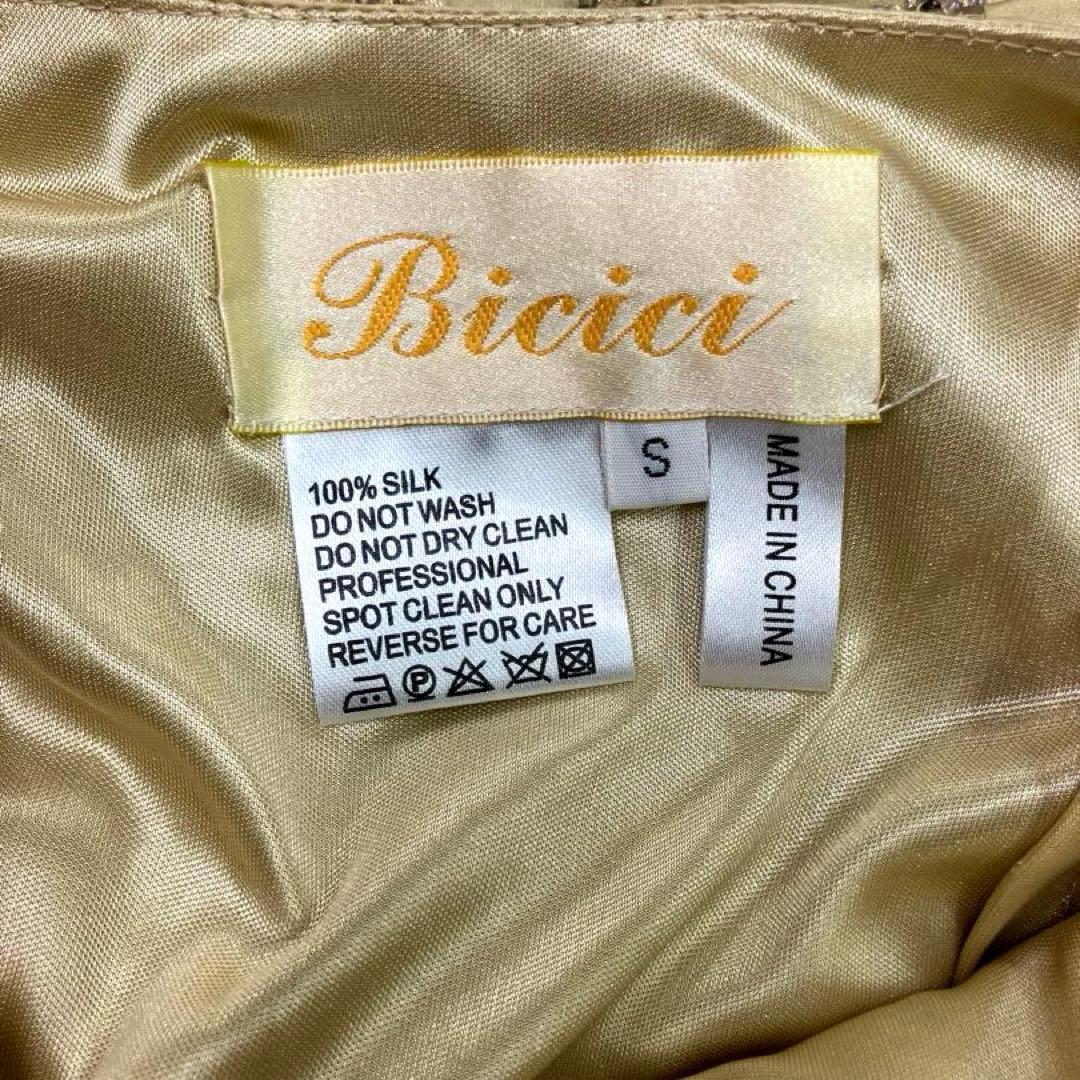 Bicici
S
100% SILK
DO NOT WASH
DO NOT DRY CLEAN
PROFESSIONAL
SPOT CLEAN ONLY
REVERSE FOR CARE
P
MADE IN CHINA